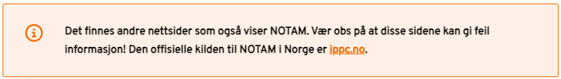 Det finnes andre nettsider som også viser NOTAM. Vær obs på at disse sidene kan gi feil
informasjon! Den offisielle kilden til NOTAM i Norge er ippc.no.